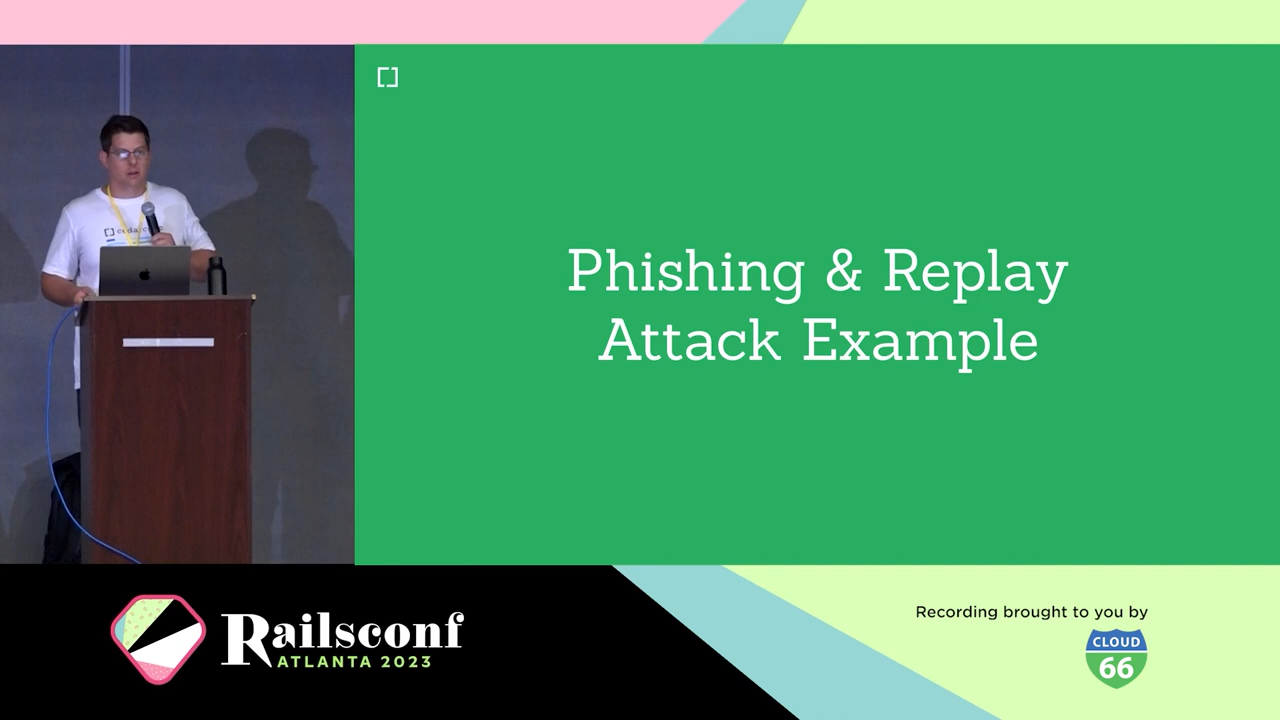 Phishing & Replay
Attack Example
Railsconf
ATLANTA 2023
Recording brought to you by
CLOUD
66